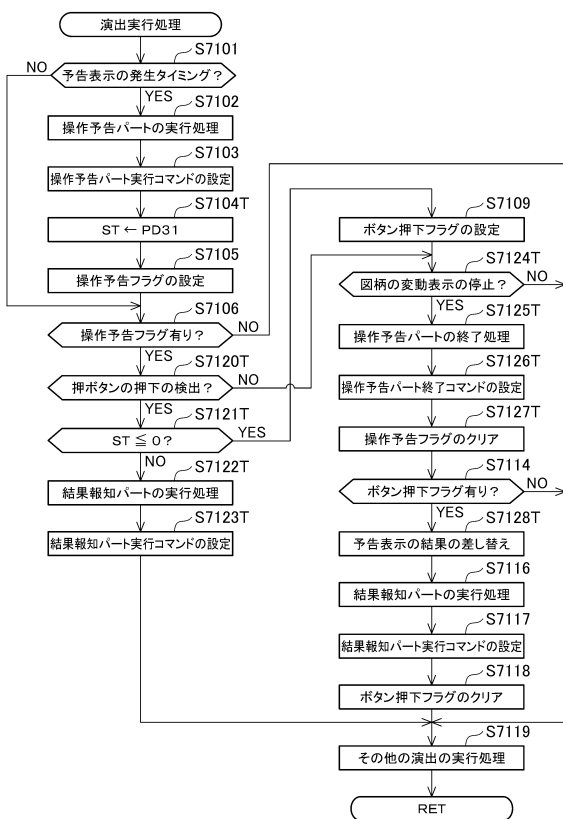 演出実行処理
S7101
予告表示の発生タイミング?
NO
YES
S7102
操作予告パートの実行処理
S7103
操作予告パート実行コマンドの設定
S7104T
ST ← PD31
S7105
操作予告フラグの設定
S7106
操作予告フラグ有り?
NO
YES
S7120T
押ボタンの押下の検出?
NO
YES
S7121T
ST ≦ 0?
YES
NO
S7122T
結果報知パートの実行処理
S7123T
結果報知パート実行コマンドの設定
S7109
ボタン押下フラグの設定
S7124T
図柄の変動表示の停止?
NO
YES
S7125T
操作予告パートの終了処理
S7126T
操作予告パート終了コマンドの設定
S7127T
操作予告フラグのクリア
S7114
ボタン押下フラグ有り?
NO
YES
S7128T
予告表示の結果の差し替え
S7116
結果報知パートの実行処理
S7117
結果報知パート実行コマンドの設定
S7118
ボタン押下フラグのクリア
S7119
その他の演出の実行処理
RET